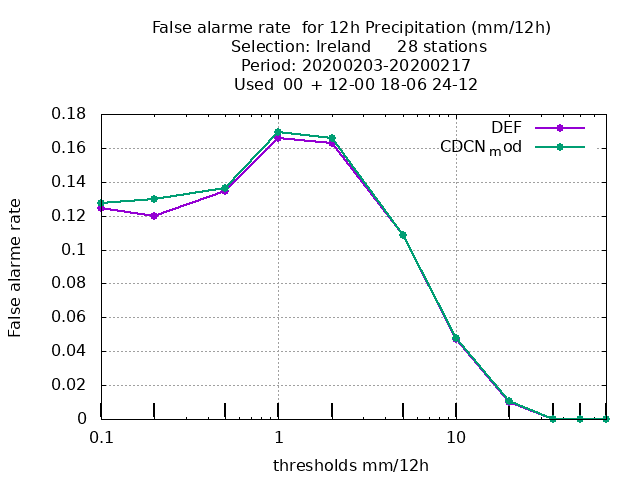 False alarme rate  for 12h Precipitation (mm/12h)
Selection: Ireland     28 stations
Period: 20200203-20200217
Used  00  + 12-00 18-06 24-12
DEF
CDCN_mod
0.18
0.16
0.14
0.12
0.1
0.08
0.06
0.04
0.02
0
False alarme rate
0.1
1
10
thresholds mm/12h